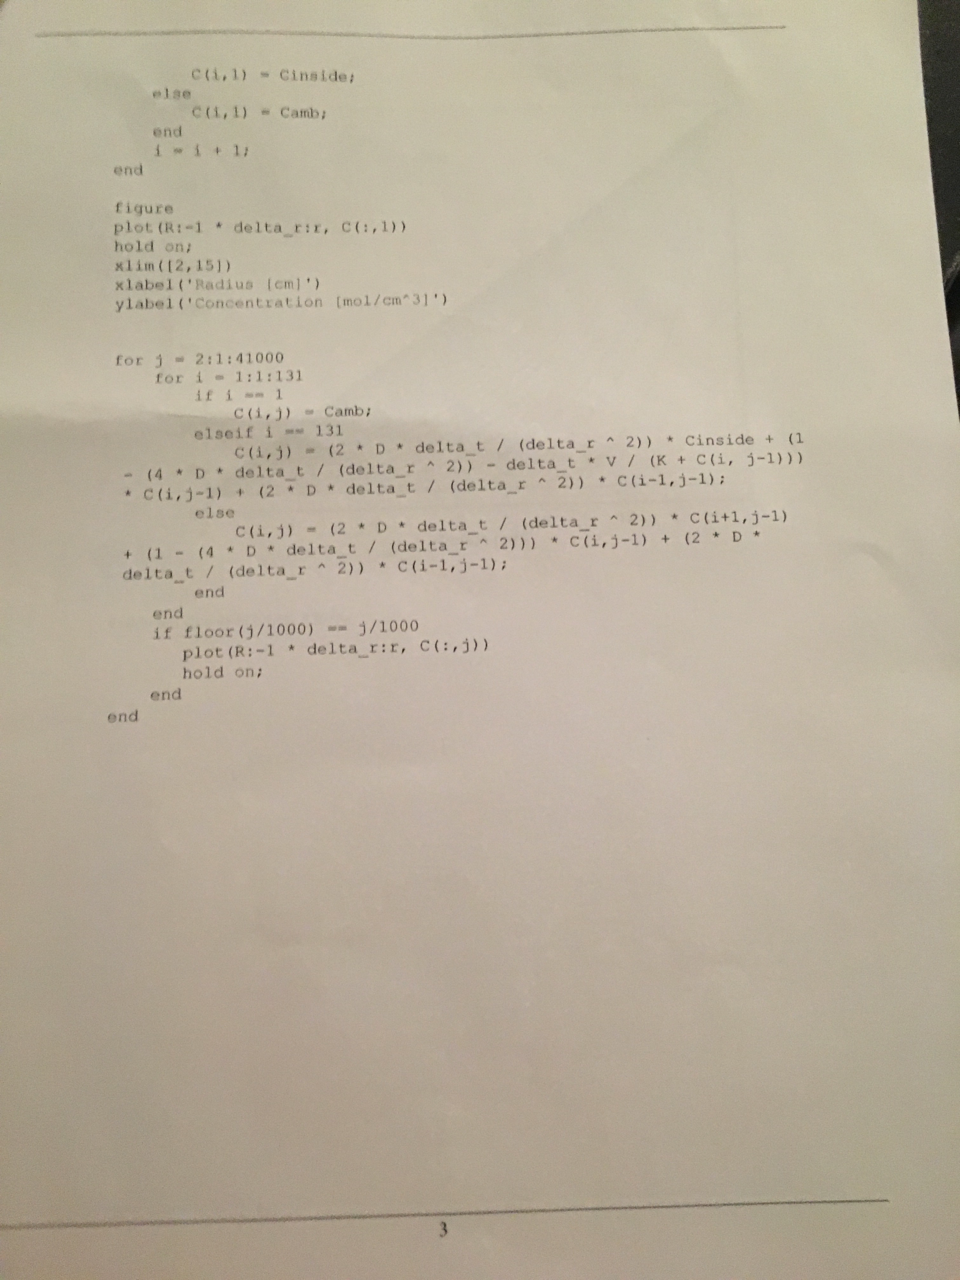 C(i,1) = Cinside;
else
C(i,1) = Camb;
end
i = i + 1;
end
figure
plot(R:-1 * delta_r:r, C(:,1))
hold on;
xlim([2,15])
xlabel('Radius [cm]')
ylabel('Concentration [mol/cm^3]')
for j = 2:1:41000
for i = 1:1:131
if i == 1
C(i,j) = Camb;
elseif i == 131
C(i,j) = (2 * D * delta_t / (delta_r ^ 2)) * Cinside + (1
- (4 * D * delta_t / (delta_r ^ 2)) - delta_t * V / (K + C(i, j-1)))
* C(i,j-1) + (2 * D * delta_t / (delta_r ^ 2)) * C(i-1,j-1);
else
C(i,j) = (2 * D * delta_t / (delta_r ^ 2)) * C(i+1,j-1)
+ (1 - (4 * D * delta_t / (delta_r ^ 2))) * C(i,j-1) + (2 * D *
delta_t / (delta_r ^ 2)) * C(i-1,j-1);
end
end
if floor(j/1000) == j/1000
plot(R:-1 * delta_r:r, C(:,j))
hold on;
end
end
3